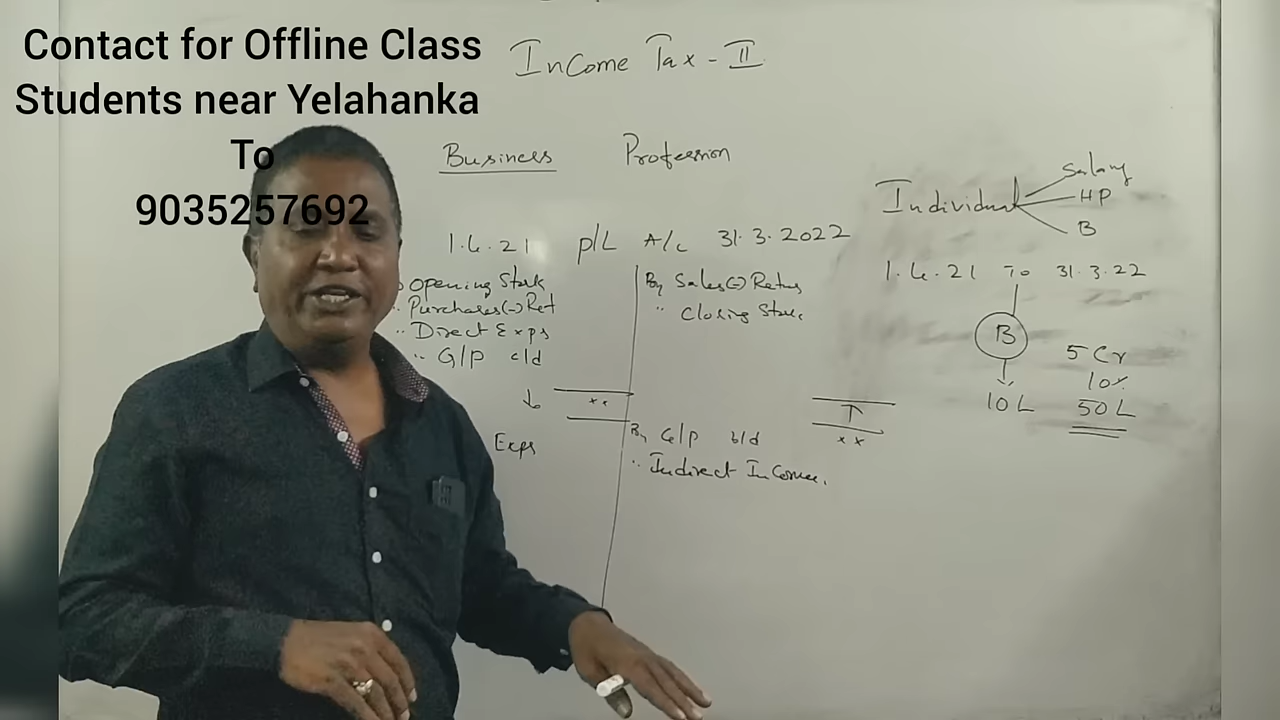 Contact for Offline Class
Students near Yelahanka
To
9035257692
Income Tax - II
Business Profession
1.4.21 P/L A/c 31.3.2022
Opening Stock
" Purchases(-) Ret
" Direct Exps
" G/P c/d
xx
Exps
By Sales(-) Retus
" Closing Stoc
xx
By G/P b/d
" Indirect Income.
Individual
Salary
HP
B
1.4.21 To 31.3.22
B
10 L
5 Cr
10%
50 L